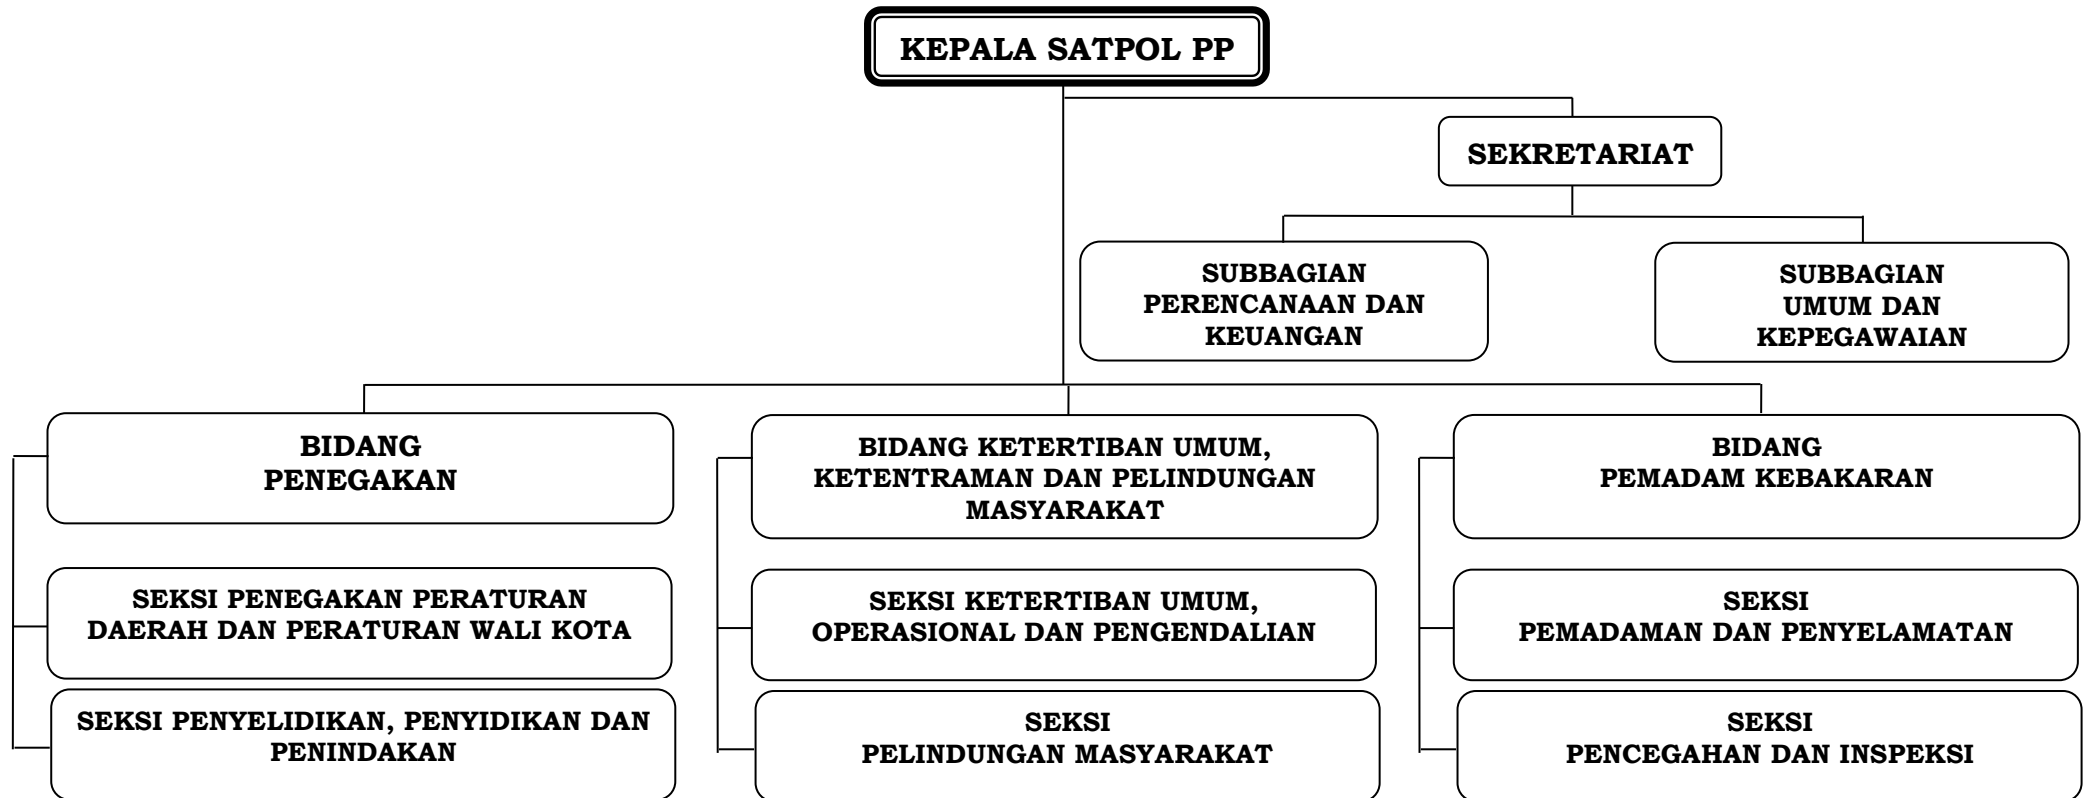 KEPALA SATPOL PP
SEKRETARIAT
SUBBAGIAN
PERENCANAAN DAN
KEUANGAN
SUBBAGIAN
UMUM DAN
KEPEGAWAIAN
BIDANG
PENEGAKAN
BIDANG KETERTIBAN UMUM,
KETENTRAMAN DAN PELINDUNGAN
MASYARAKAT
BIDANG
PEMADAM KEBAKARAN
SEKSI PENEGAKAN PERATURAN
DAERAH DAN PERATURAN WALI KOTA
SEKSI KETERTIBAN UMUM,
OPERASIONAL DAN PENGENDALIAN
SEKSI
PEMADAMAN DAN PENYELAMATAN
SEKSI PENYELIDIKAN, PENYIDIKAN DAN
PENINDAKAN
SEKSI
PELINDUNGAN MASYARAKAT
SEKSI
PENCEGAHAN DAN INSPEKSI